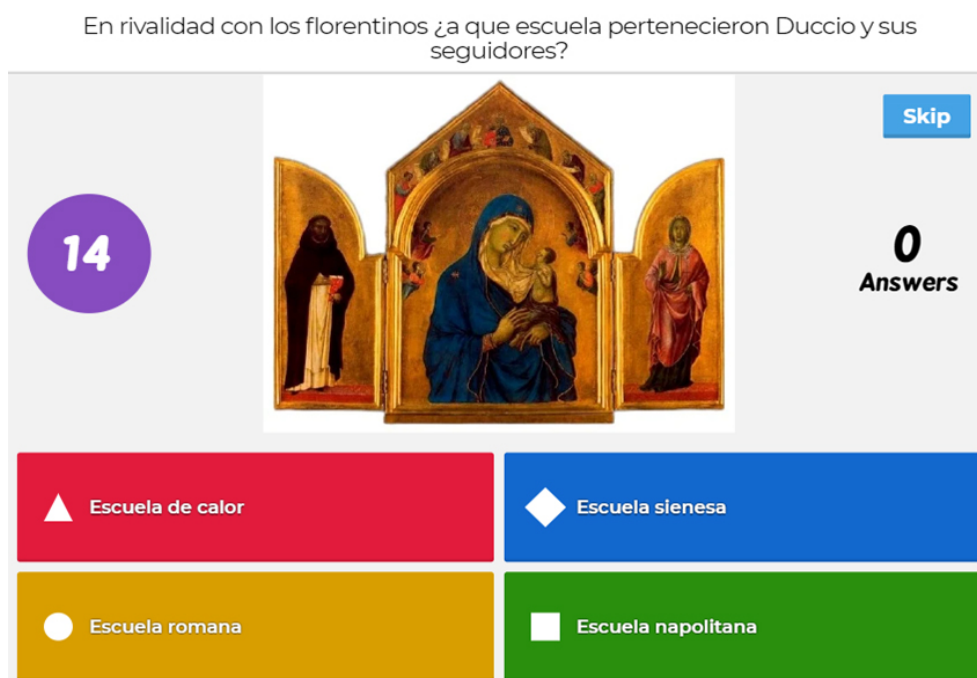 En rivalidad con los florentinos ¿a que escuela pertenecieron Duccio y sus
seguidores?
Skip
14
0
Answers
Escuela de calor
Escuela sienesa
Escuela romana
Escuela napolitana